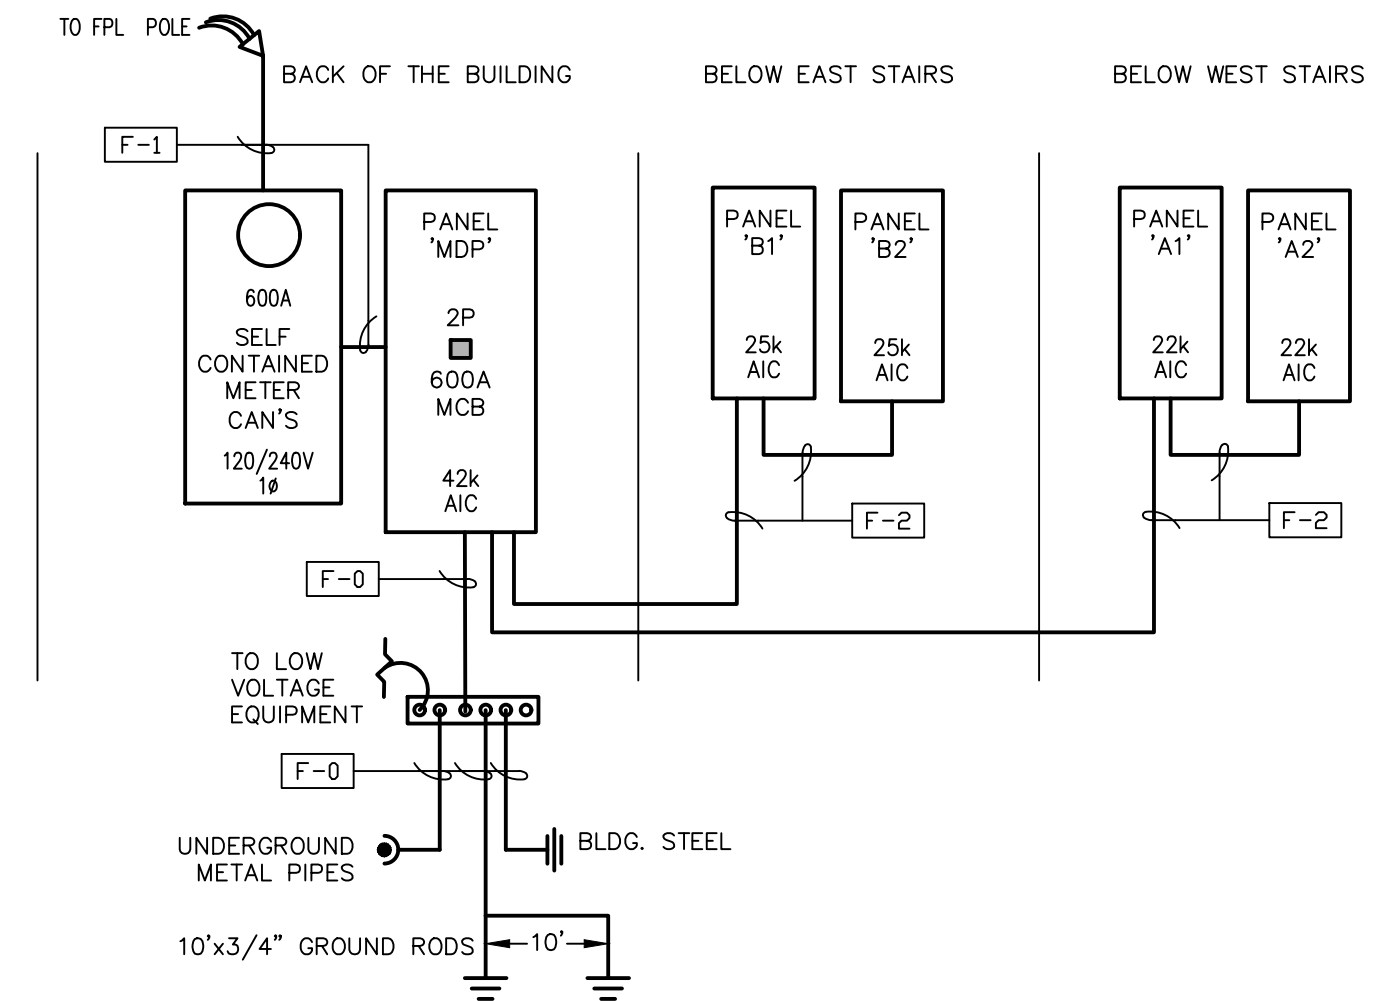 TO FPL POLE
BACK OF THE BUILDING
BELOW EAST STAIRS
BELOW WEST STAIRS
F-1
600A
SELF
CONTAINED
METER
CAN'S
120/240V
1ø
PANEL
'MDP'
2P
600A
MCB
42k
AIC
PANEL
'B1'
25k
AIC
PANEL
'B2'
25k
AIC
PANEL
'A1'
22k
AIC
PANEL
'A2'
22k
AIC
F-2
F-2
F-0
TO LOW
VOLTAGE
EQUIPMENT
F-0
UNDERGROUND
METAL PIPES
BLDG. STEEL
10'x3/4" GROUND RODS
10'